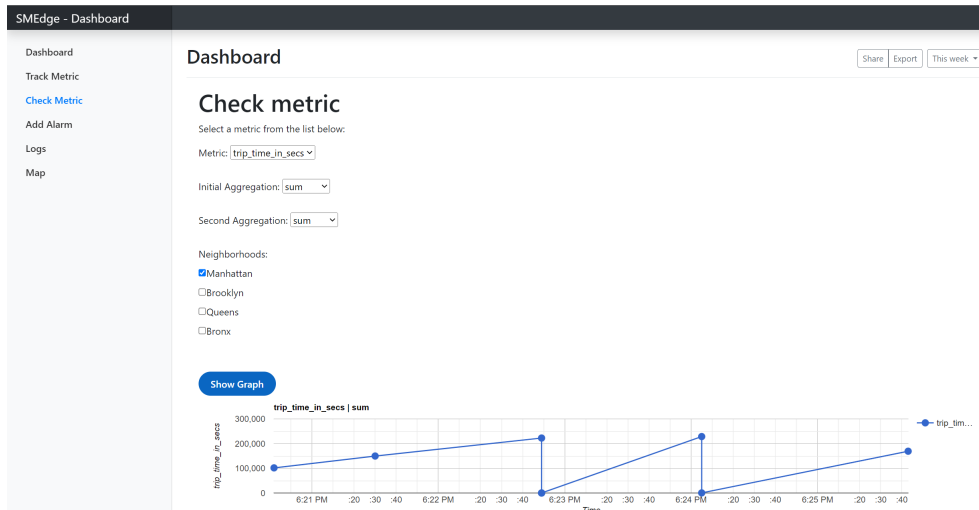 SMEdge - Dashboard
Dashboard
Track Metric
Check Metric
Add Alarm
Logs
Map
Dashboard
Share Export This week
Check metric
Select a metric from the list below:
Metric: trip_time_in_secs
Initial Aggregation: sum
Second Aggregation: sum
Neighborhoods:
Manhattan
Brooklyn
Queens
Bronx
Show Graph
trip_time_in_secs | sum
trip_time_in_secs
300,000
200,000
100,000
0
trip_tim...
6:21 PM :20 :30 :40 6:22 PM :20 :30 :40 6:23 PM :20 :30 :40 6:24 PM :20 :30 :40 6:25 PM :20 :30 :40
Time